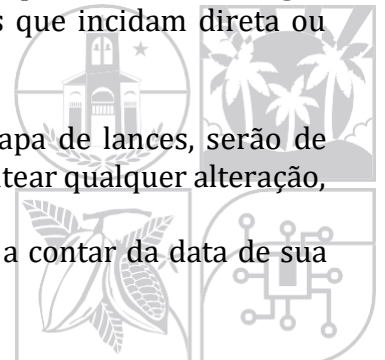 s que incidam direta ou
apa de lances, serão de
tear qualquer alteração,
a contar da data de sua